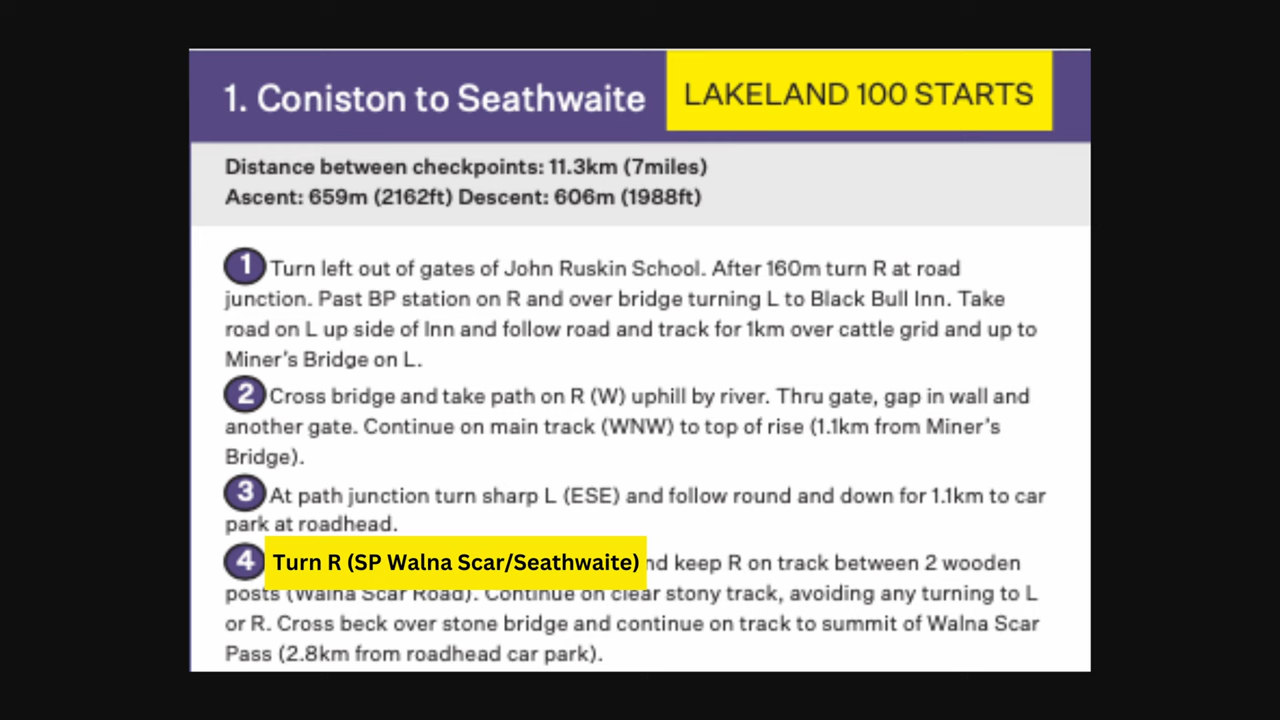 1. Coniston to Seathwaite LAKELAND 100 STARTS
Distance between checkpoints: 11.3km (7miles)
Ascent: 659m (2162ft) Descent: 606m (1988ft)
1 Turn left out of gates of John Ruskin School. After 160m turn R at road
junction. Past BP station on R and over bridge turning L to Black Bull Inn. Take
road on L up side of Inn and follow road and track for 1km over cattle grid and up to
Miner's Bridge on L.
2 Cross bridge and take path on R (W) uphill by river. Thru gate, gap in wall and
another gate. Continue on main track (WNW) to top of rise (1.1km from Miner's
Bridge).
3 At path junction turn sharp L (ESE) and follow round and down for 1.1km to car
park at roadhead.
4 Turn R (SP Walna Scar/Seathwaite) nd keep R on track between 2 wooden
posts (Walna Scar Road). Continue on clear stony track, avoiding any turning to L
or R. Cross beck over stone bridge and continue on track to summit of Walna Scar
Pass (2.8km from roadhead car park).